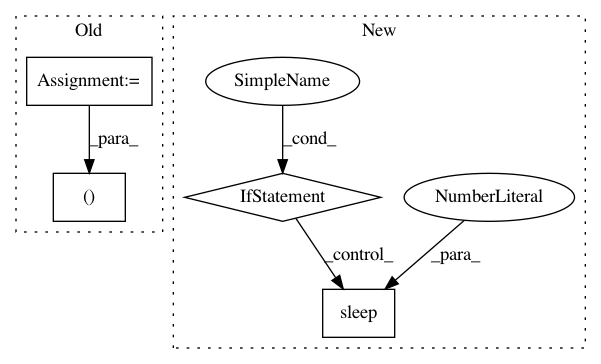 Old
New
Assignment:=
SimpleName
_para_
_cond_
()
IfStatement
NumberLiteral
_control_
_para_
sleep